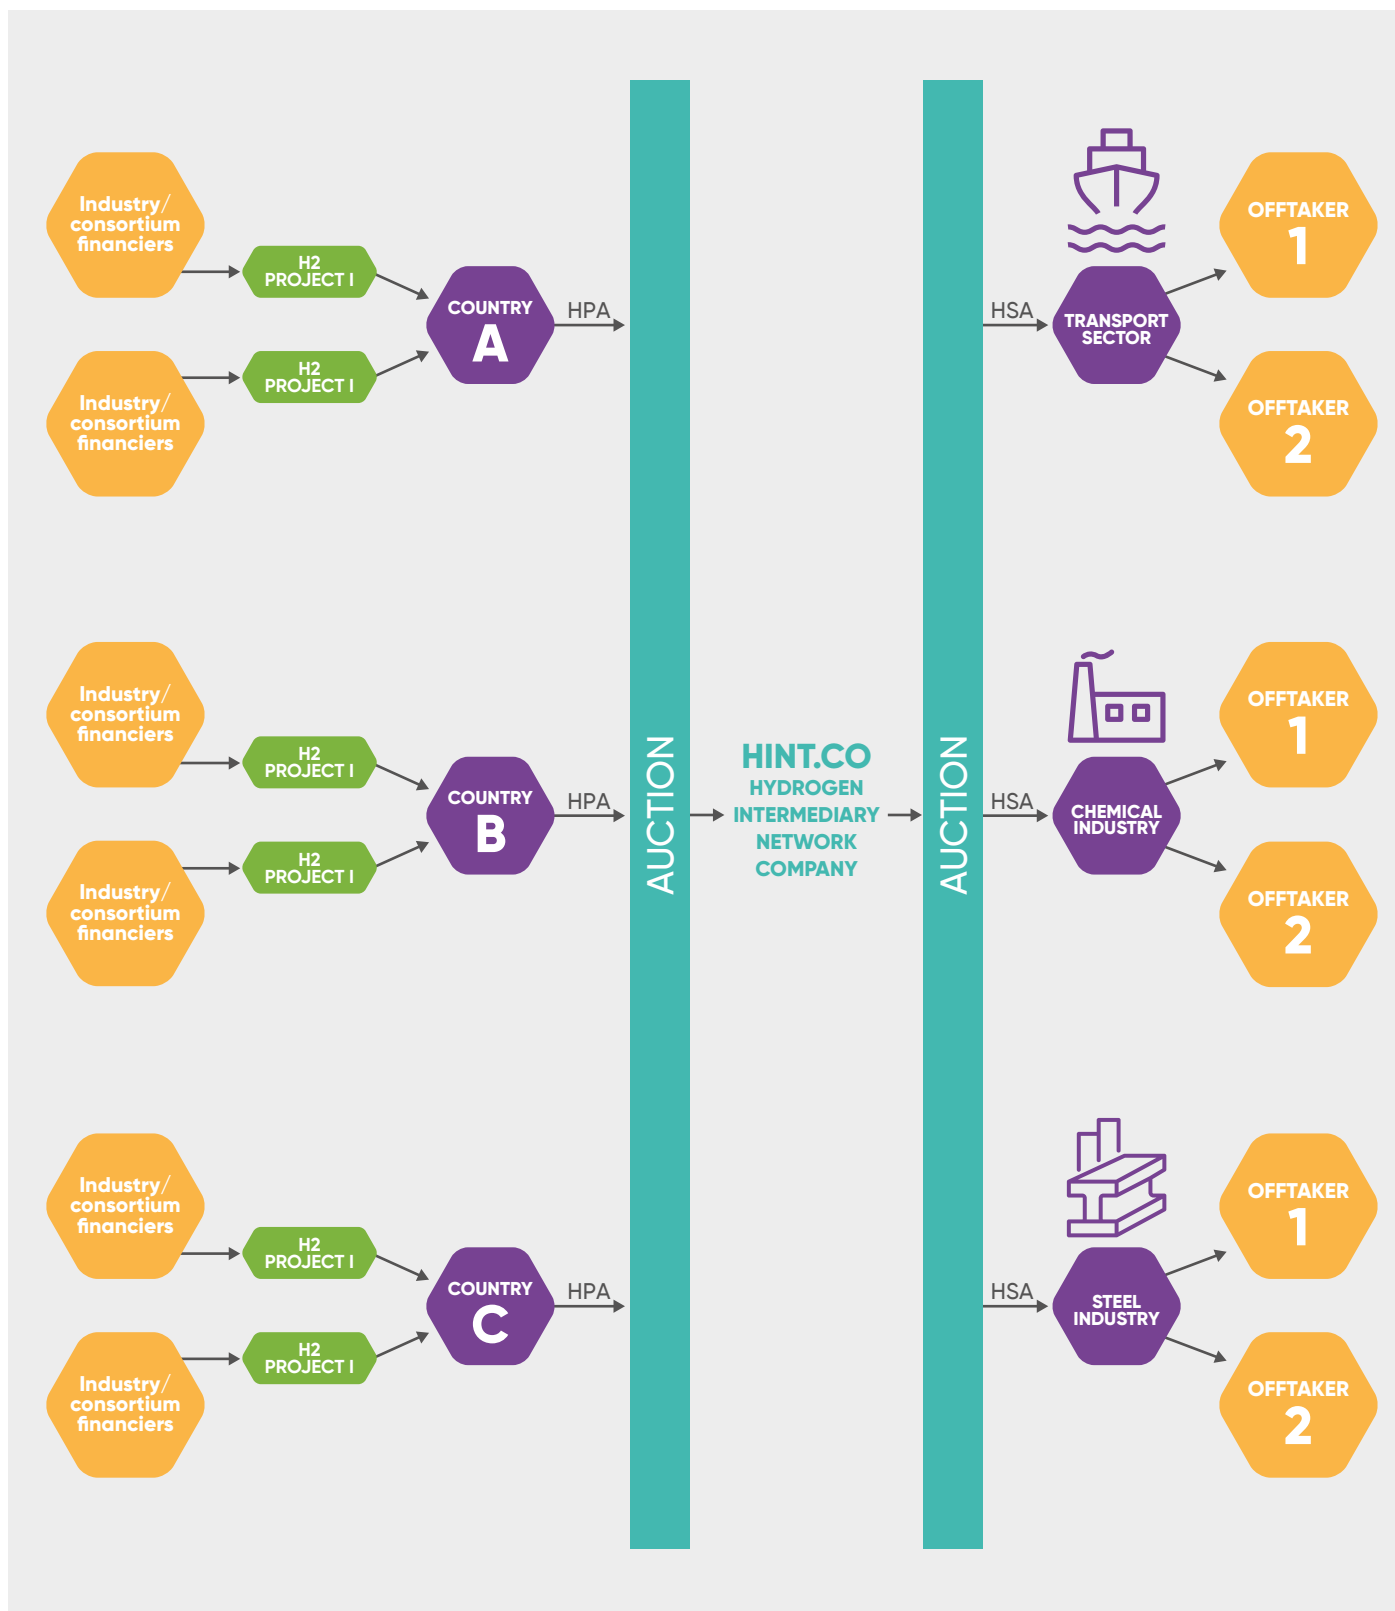 Industry/
consortium
financiers
H2
PROJECT I
Industry/
consortium
financiers
H2
PROJECT I
COUNTRY
A
HPA
Industry/
consortium
financiers
H2
PROJECT I
Industry/
consortium
financiers
H2
PROJECT I
COUNTRY
B
HPA
Industry/
consortium
financiers
H2
PROJECT I
Industry/
consortium
financiers
H2
PROJECT I
COUNTRY
C
HPA
AUCTION
HINT.CO
HYDROGEN
INTERMEDIARY
NETWORK
COMPANY
AUCTION
HSA
TRANSPORT
SECTOR
OFFTAKER
1
OFFTAKER
2
HSA
CHEMICAL
INDUSTRY
OFFTAKER
1
OFFTAKER
2
HSA
STEEL
INDUSTRY
OFFTAKER
1
OFFTAKER
2